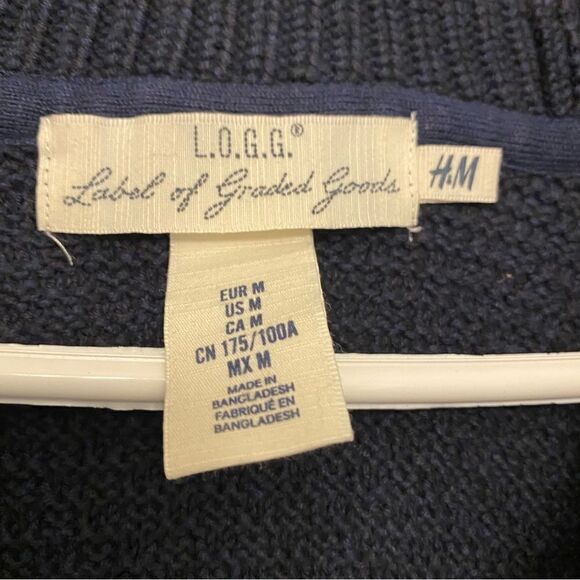 L.O.G.G.®
Label of Graded Goods
H&M
EUR M
US M
CA M
CN 175/100A
MX M
MADE IN
BANGLADESH
FABRIQUÉ EN
BANGLADESH